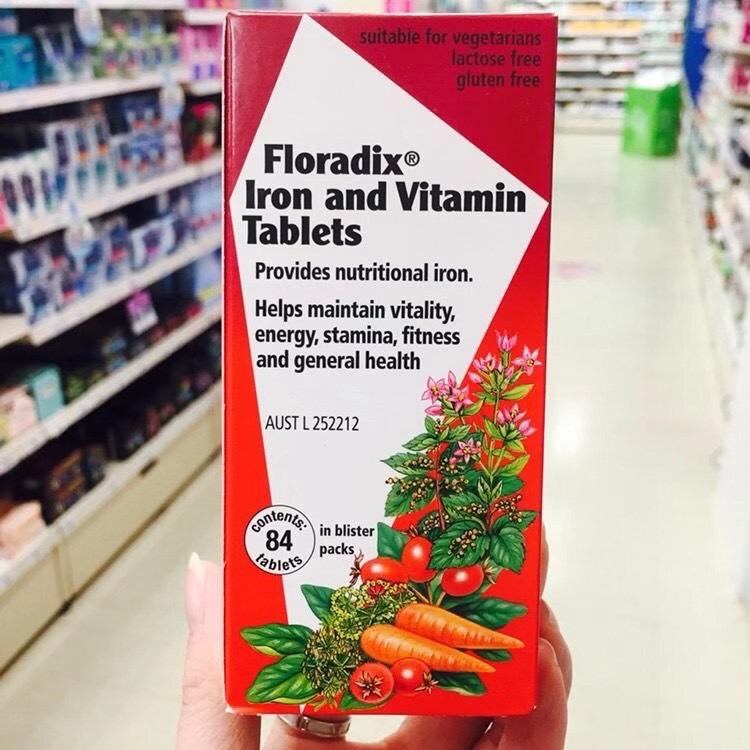 suitable for vegetarians
lactose free
gluten free
Floradix®
Iron and Vitamin
Tablets
Provides nutritional iron.
Helps maintain vitality,
energy, stamina, fitness
and general health
AUST L 252212
contents:
84
tablets
in blister
packs